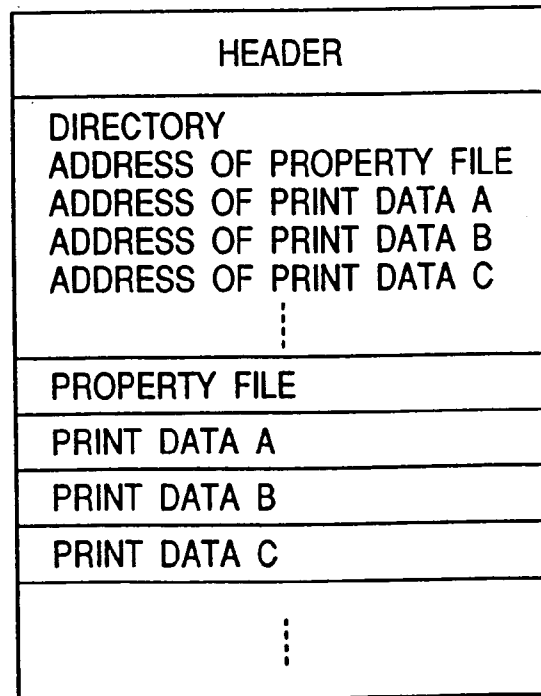 HEADER
DIRECTORY
ADDRESS OF PROPERTY FILE
ADDRESS OF PRINT DATA A
ADDRESS OF PRINT DATA B
ADDRESS OF PRINT DATA C
PROPERTY FILE
PRINT DATA A
PRINT DATA B
PRINT DATA C